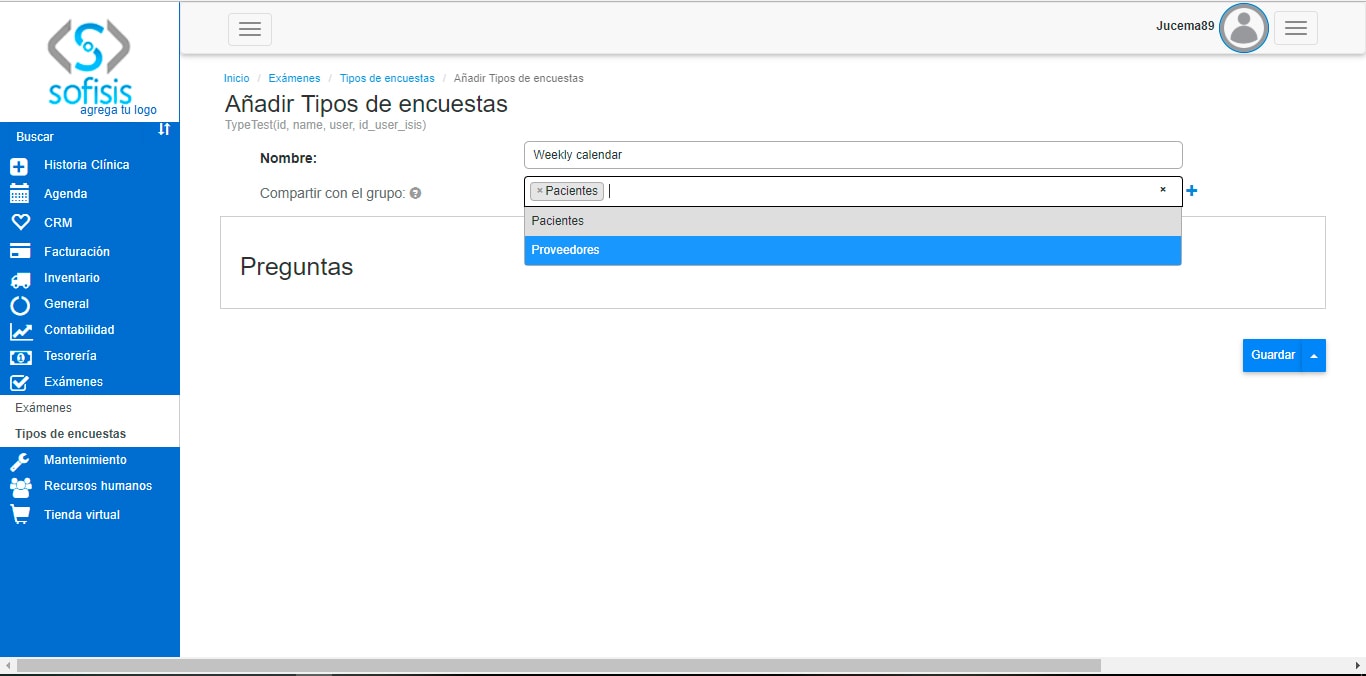 sofisis
agrega tu logo
Jucema89
Buscar
Historia Clínica
Agenda
CRM
Facturación
Inventario
General
Contabilidad
Tesorería
Exámenes
Exámenes
Tipos de encuestas
Mantenimiento
Recursos humanos
Tienda virtual
Inicio / Exámenes / Tipos de encuestas / Añadir Tipos de encuestas
Añadir Tipos de encuestas
TypeTest(id, name, user, id_user_isis)
Nombre: Weekly calendar
Compartir con el grupo: ? × Pacientes × +
Pacientes
Proveedores
Preguntas
Guardar